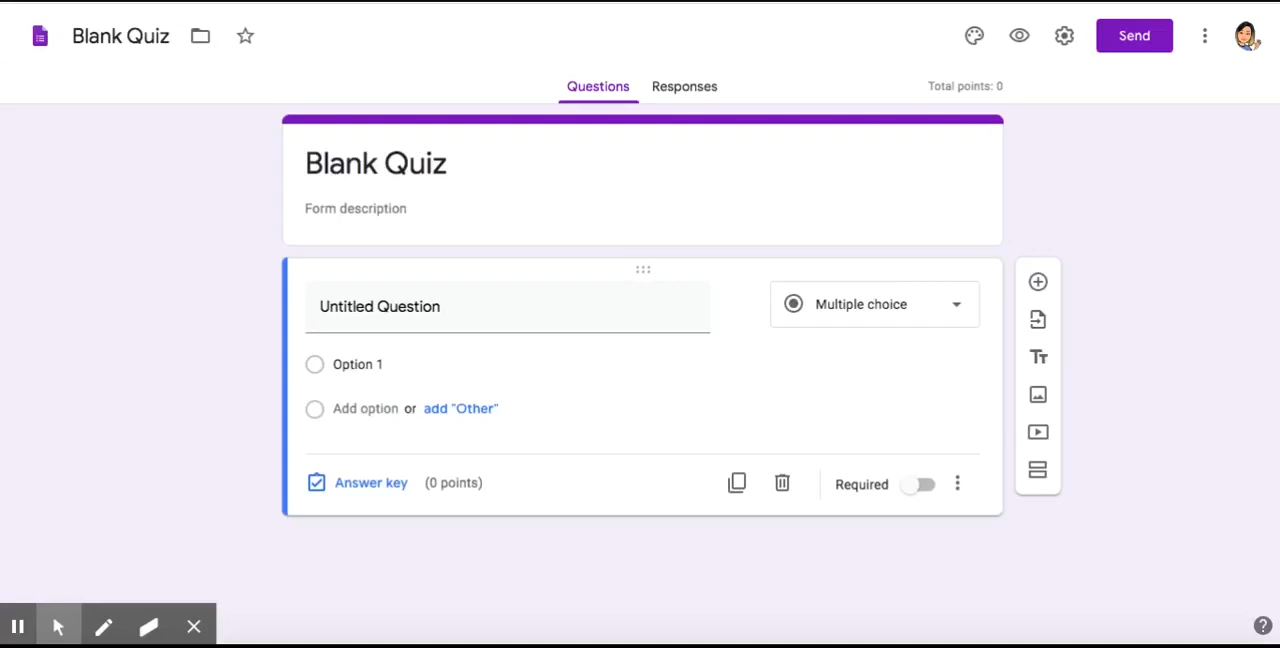 Blank Quiz
Send
Questions Responses Total points: 0
Blank Quiz
Form description
Untitled Question Multiple choice
Option 1
Add option or add "Other"
Answer key (0 points) Required